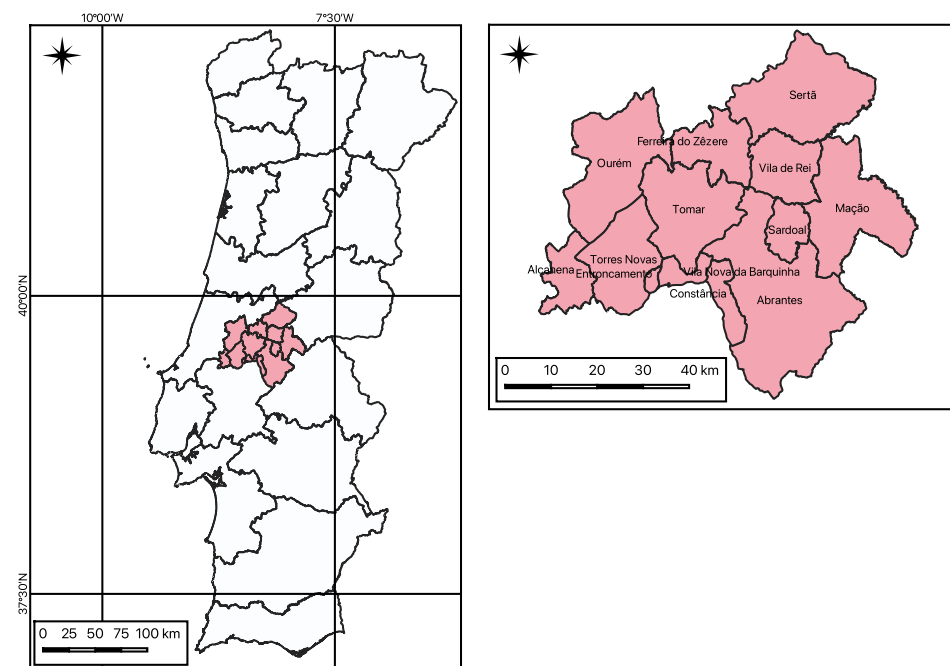 10°00'W 7°30'W
40°00'N
37°30'N
0 25 50 75 100 km
Sertã
Ferreira do Zêzere
Ourém
Vila de Rei
Tomar
Mação
Sardoal
Torres Novas
Alcanena
Entroncamento
Vila Nova da Barquinha
Constância
Abrantes
0 10 20 30 40 km